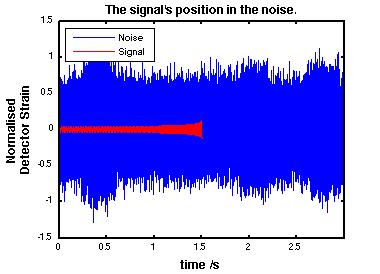 The signal's position in the noise.
1.5
1
0.5
0
-0.5
-1
-1.5
Normalised
Detector Strain
Noise
Signal
0
0.5
1
1.5
2
2.5
time /s